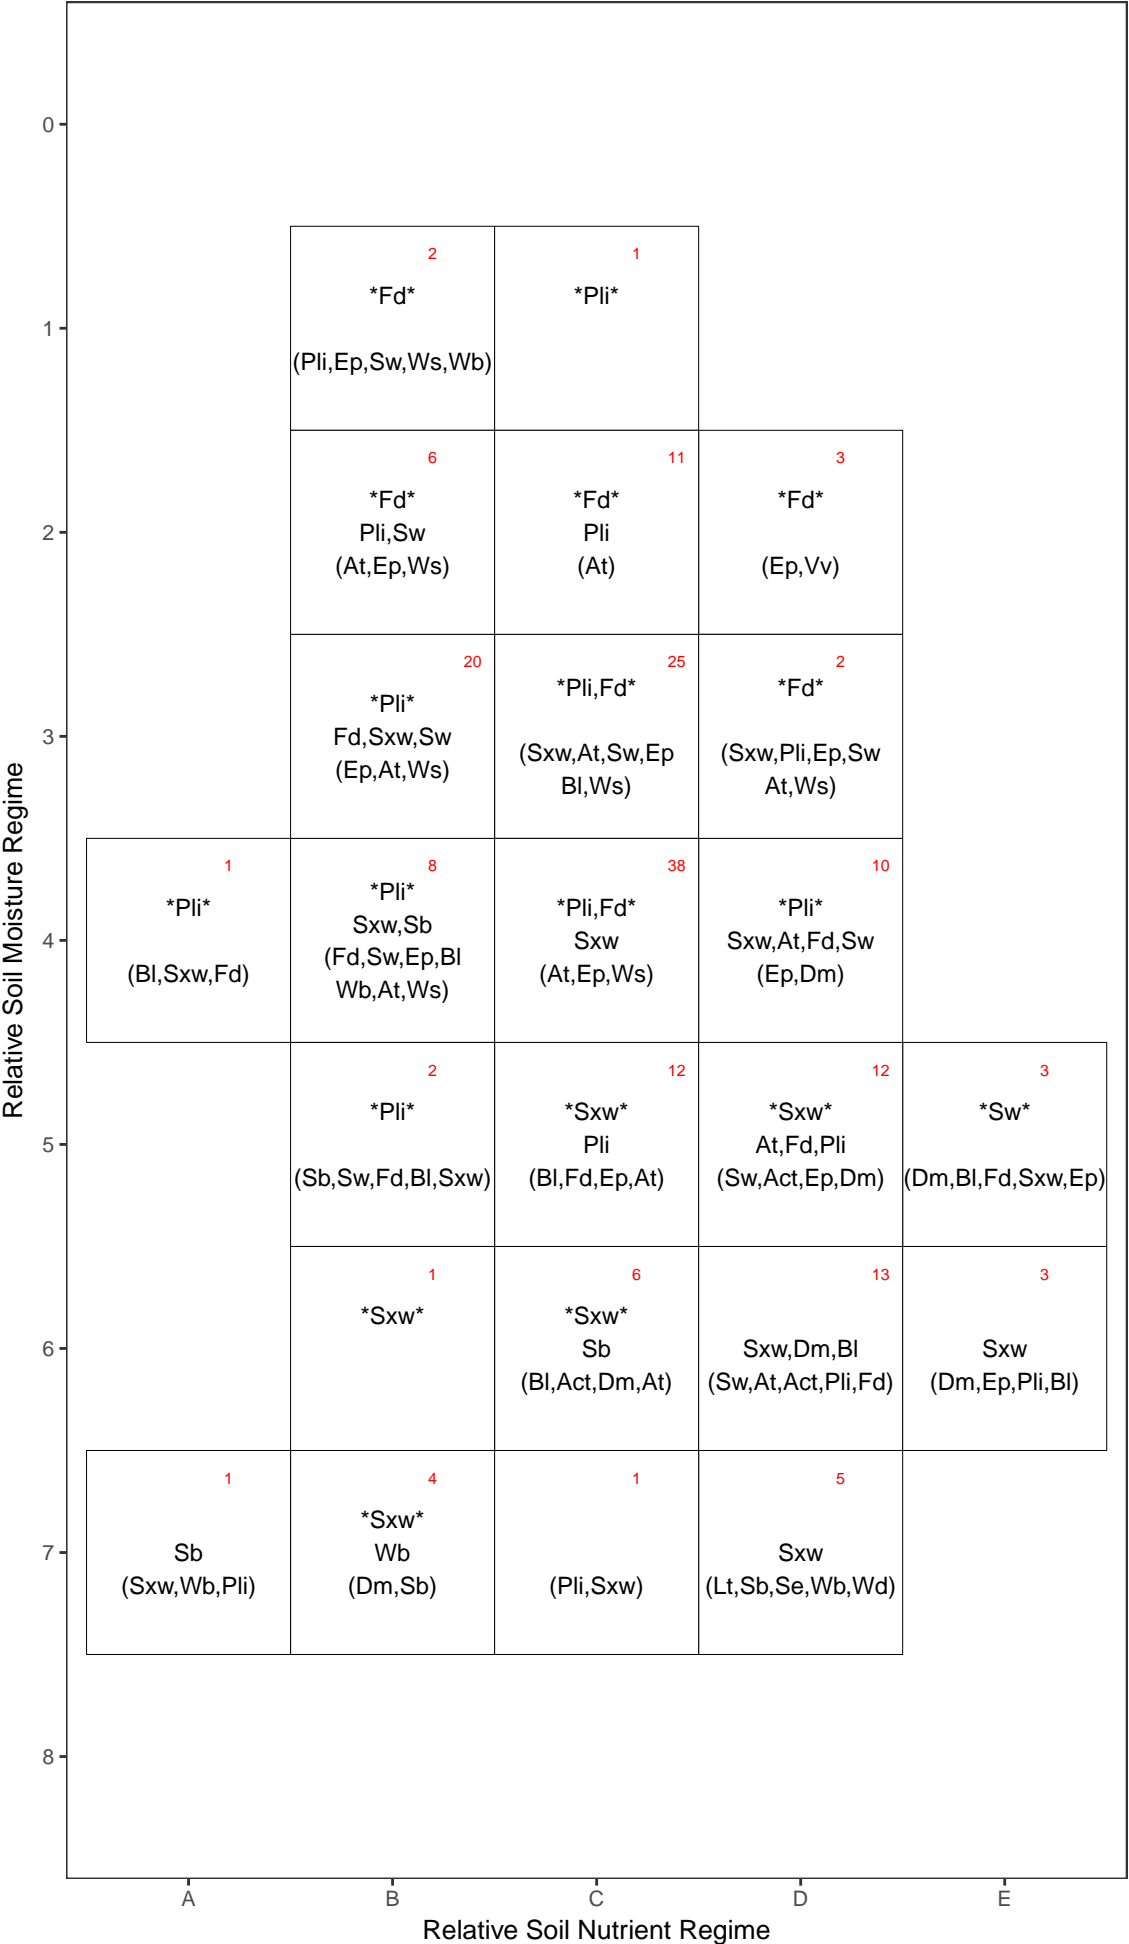 0
2
1
*Fd*
*Pli*
1
(Pli,Ep,Sw,Ws,Wb)
6
11
3
*Fd*
*Fd*
*Fd*
2
Pli,Sw
Pli
(At,Ep,Ws)
(At)
(Ep,Vv)
20
25
2
*Pli*
*Pli,Fd*
*Fd*
3
Fd,Sxw,Sw
(Ep,At,Ws)
(Sxw,At,Sw,Ep
Bl,Ws)
(Sxw,Pli,Ep,Sw
At,Ws)
Relative Soil Moisture Regime
1
8
38
10
*Pli*
*Pli*
*Pli,Fd*
*Pli*
4
Sxw,Sb
Sxw
Sxw,At,Fd,Sw
(Bl,Sxw,Fd)
(Fd,Sw,Ep,Bl
Wb,At,Ws)
(At,Ep,Ws)
(Ep,Dm)
2
12
12
3
*Pli*
*Sxw*
*Sxw*
*Sw*
5
Pli
At,Fd,Pli
(Sb,Sw,Fd,Bl,Sxw)
(Bl,Fd,Ep,At)
(Sw,Act,Ep,Dm)
(Dm,Bl,Fd,Sxw,Ep)
1
6
13
3
*Sxw*
*Sxw*
6
Sb
Sxw,Dm,Bl
Sxw
(Bl,Act,Dm,At)
(Sw,At,Act,Pli,Fd)
(Dm,Ep,Pli,Bl)
1
4
1
5
*Sxw*
7
Sb
Wb
Sxw
(Sxw,Wb,Pli)
(Dm,Sb)
(Pli,Sxw)
(Lt,Sb,Se,Wb,Wd)
8
A
B
C
D
E
Relative Soil Nutrient Regime